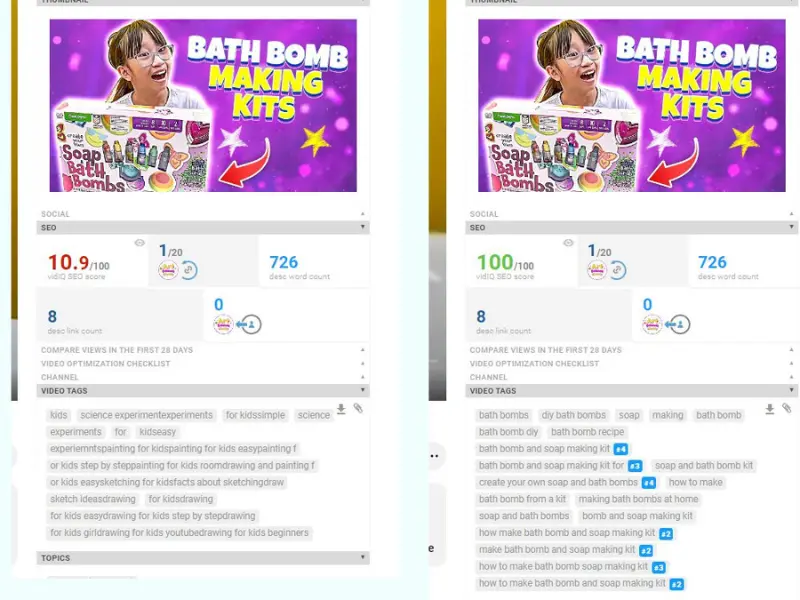 THUMBNAIL
BATH BOMB
MAKING
KITS
create
your own
Soap
Bath
Bombs
SOCIAL
SEO
10.9/100
vidIQ SEO score
1/20
726
desc word count
8
desc link count
0
COMPARE VIEWS IN THE FIRST 28 DAYS
VIDEO OPTIMIZATION CHECKLIST
CHANNEL
VIDEO TAGS
kids science experimentexperiments for kidssimple science
experiments for kidseasy
experiemntspainting for kidspainting for kids easypainting f
or kids step by steppainting for kids roomdrawing and painting f
or kids easysketching for kidsfacts about sketchingdraw
sketch ideasdrawing for kidsdrawing
for kids easydrawing for kids step by stepdrawing
for kids girldrawing for kids youtubedrawing for kids beginners
TOPICS
THUMBNAIL
BATH BOMB
MAKING
KITS
create
your own
Soap
Bath
Bombs
SOCIAL
SEO
100/100
vidIQ SEO score
1/20
726
desc word count
8
desc link count
0
COMPARE VIEWS IN THE FIRST 28 DAYS
VIDEO OPTIMIZATION CHECKLIST
CHANNEL
VIDEO TAGS
bath bombs diy bath bombs soap making bath bomb
bath bomb diy bath bomb recipe
bath bomb and soap making kit #4
bath bomb and soap making kit for #3 soap and bath bomb kit
create your own soap and bath bombs #4 how to make
bath bomb from a kit making bath bombs at home
soap and bath bombs bomb and soap making kit
how make bath bomb and soap making kit #2
make bath bomb and soap making kit #2
how to make bath bomb soap making kit #3
how to make bath bomb and soap making kit #2
e